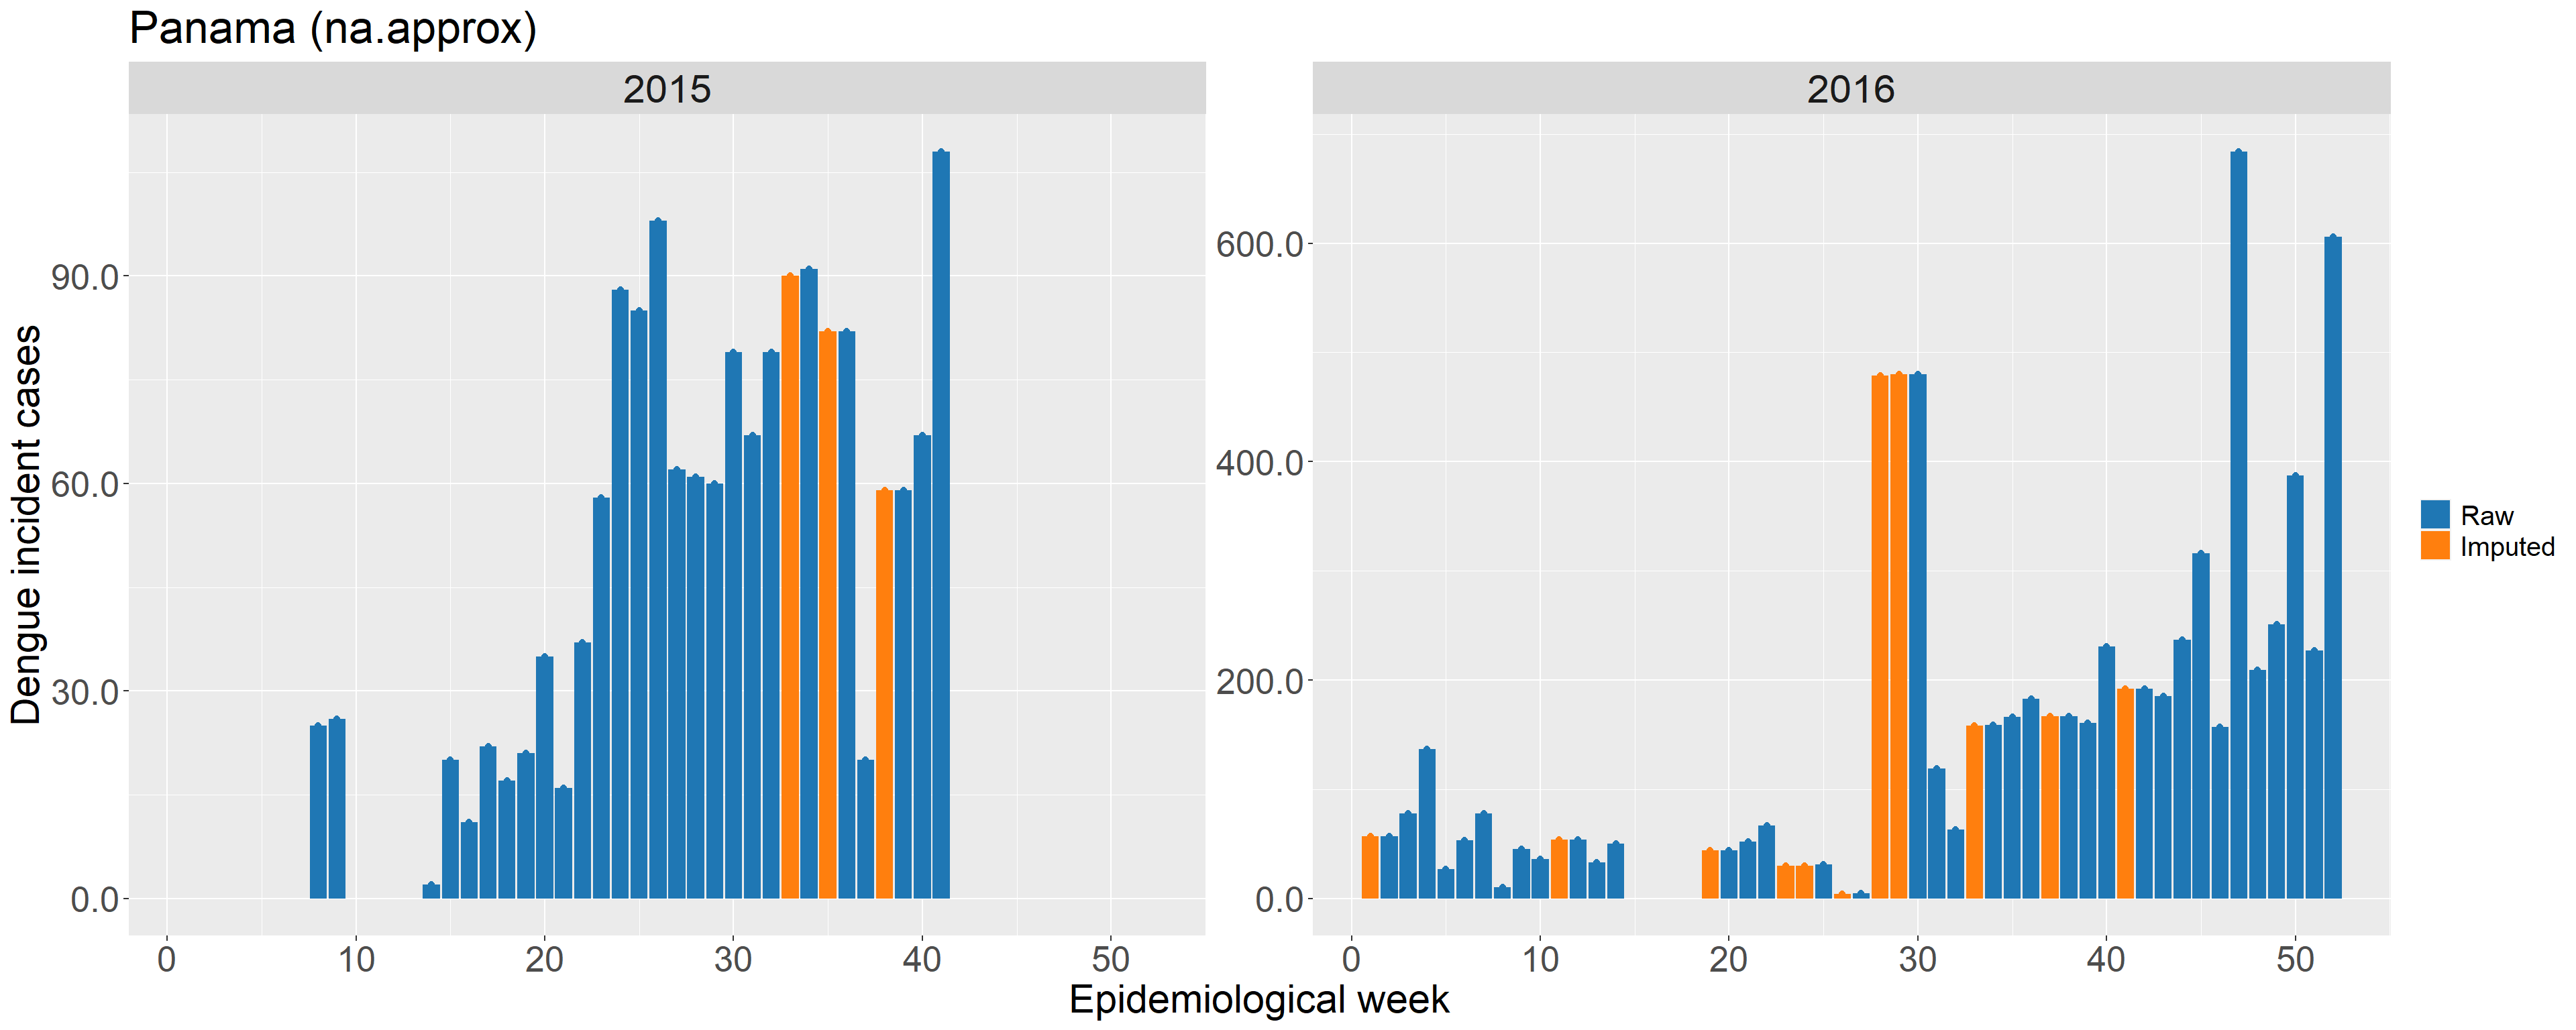 Panama (na.approx)
2015
2016
Dengue incident cases
90.0
60.0
30.0
0.0
600.0
400.0
200.0
0.0
0 10 20 30 40 50
0 10 20 30 40 50
Epidemiological week
Raw
Imputed